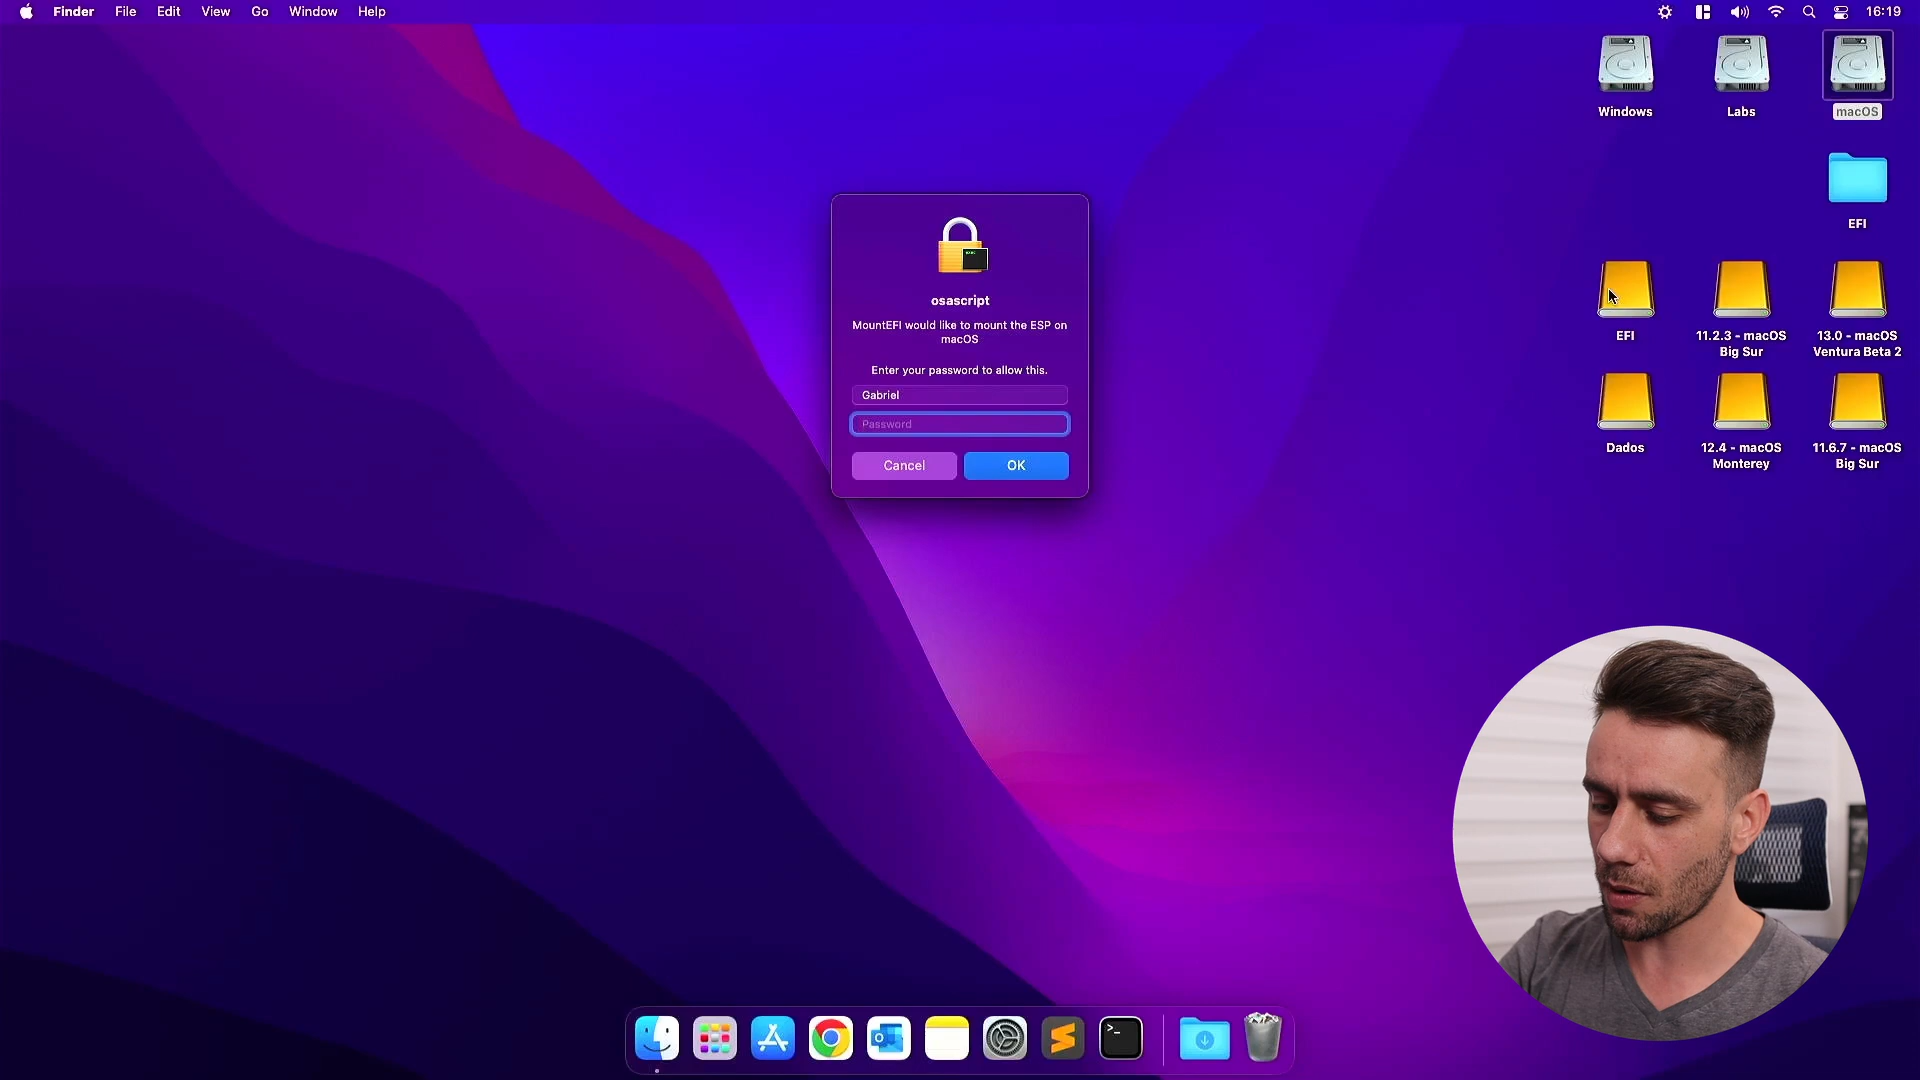 Finder File Edit View Go Window Help 16:19
Windows Labs macOS
EFI
osascript
MountEFI would like to mount the ESP on
macOS
Enter your password to allow this.
Gabriel
Password
Cancel OK
EFI 11.2.3 - macOS 13.0 - macOS
Big Sur Ventura Beta 2
Dados 12.4 - macOS 11.6.7 - macOS
Monterey Big Sur